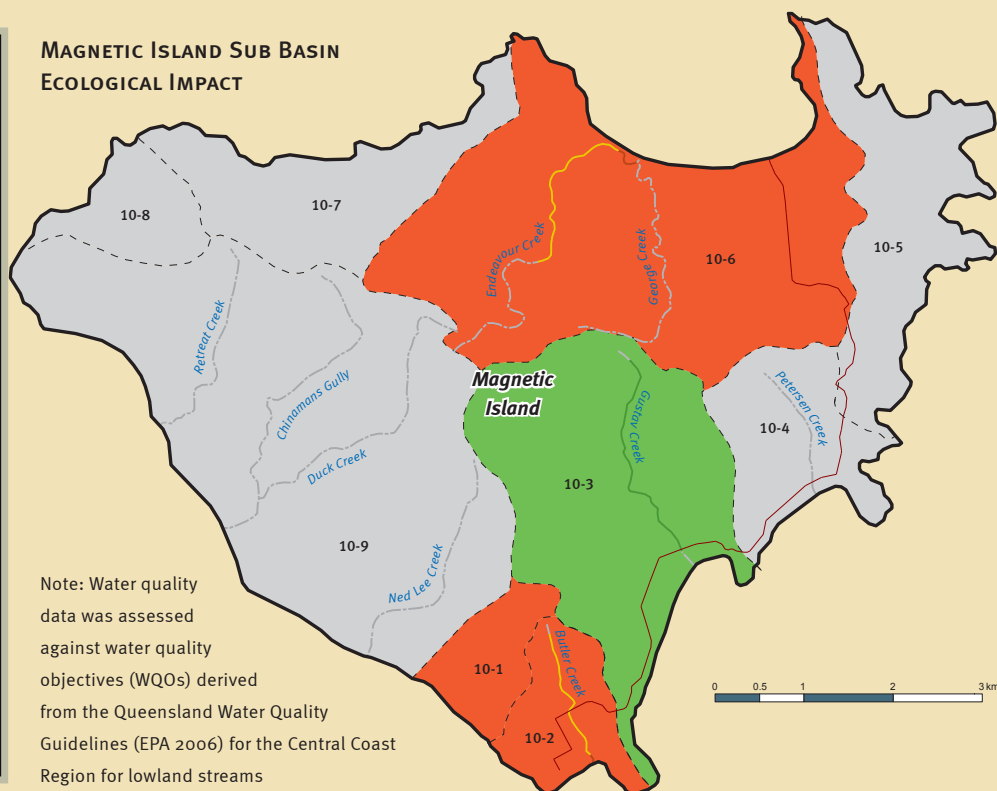 Magnetic Island Sub Basin
Ecological Impact
10-8
10-7
10-5
10-6
Endeavour Creek
George Creek
Retreat Creek
Chinamans Gully
Magnetic
Island
Petersen Creek
Gustav Creek
10-4
Duck Creek
10-3
10-9
Ned Lee Creek
Note: Water quality
data was assessed
against water quality
objectives (WQOs) derived
from the Queensland Water Quality
Guidelines (EPA 2006) for the Central Coast
Region for lowland streams
10-1
Butler Creek
10-2
0 0.5 1 2 3 km